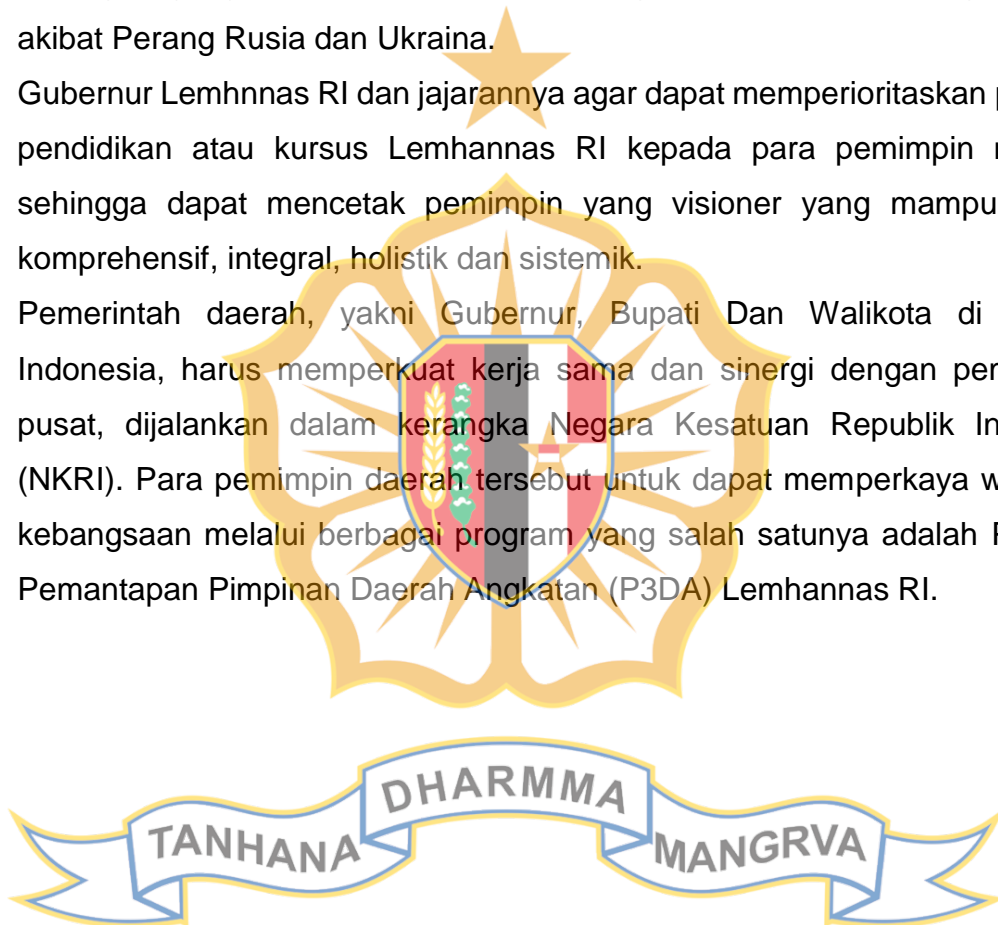 akibat Perang Rusia dan Ukraina.
Gubernur Lemhnnas RI dan jajarannya agar dapat memperioritaskan
pendidikan atau kursus Lemhannas RI kepada para pemimpin
sehingga dapat mencetak pemimpin yang visioner yang mampu
komprehensif, integral, holistik dan sistemik.
Pemerintah daerah, yakni Gubernur, Bupati Dan Walikota di
Indonesia, harus memperkuat kerja sama dan sinergi dengan
pusat, dijalankan dalam kerangka Negara Kesatuan Republik
(NKRI). Para pemimpin daerah tersebut untuk dapat memperkaya
kebangsaan melalui berbagai program yang salah satunya adalah
Pemantapan Pimpinan Daerah Angkatan (P3DA) Lemhannas RI.
TANHANA DHARMMA MANGRVA